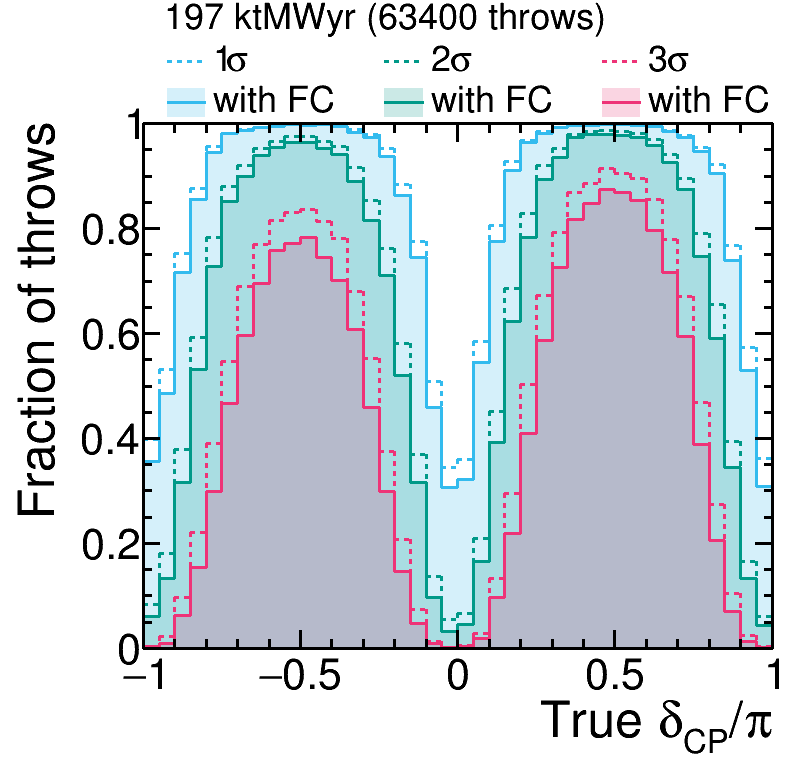 197 ktMWyr (63400 throws)
1σ 2σ 3σ
with FC with FC with FC
Fraction of throws
1
0.8
0.6
0.4
0.2
0
−1 −0.5 0 0.5 1
True δCP/π